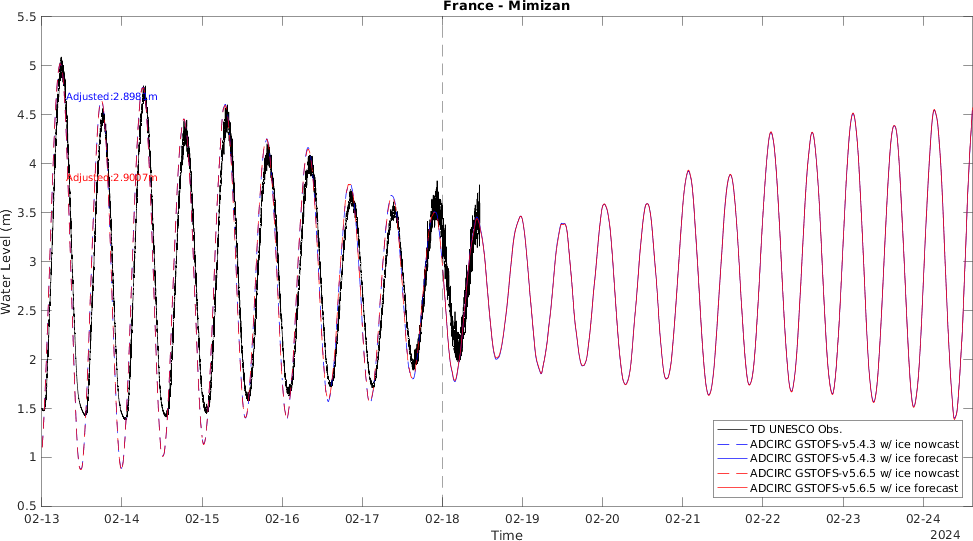 France - Mimizan
5.5
5
4.5
4
3.5
3
2.5
2
1.5
1
0.5
Water Level (m)
Adjusted:2.898 m
Adjusted:2.9007m
TD UNESCO Obs.
ADCIRC GSTOFS-v5.4.3 w/ ice nowcast
ADCIRC GSTOFS-v5.4.3 w/ ice forecast
ADCIRC GSTOFS-v5.6.5 w/ ice nowcast
ADCIRC GSTOFS-v5.6.5 w/ ice forecast
02-13 02-14 02-15 02-16 02-17 02-18 02-19 02-20 02-21 02-22 02-23 02-24
Time
2024